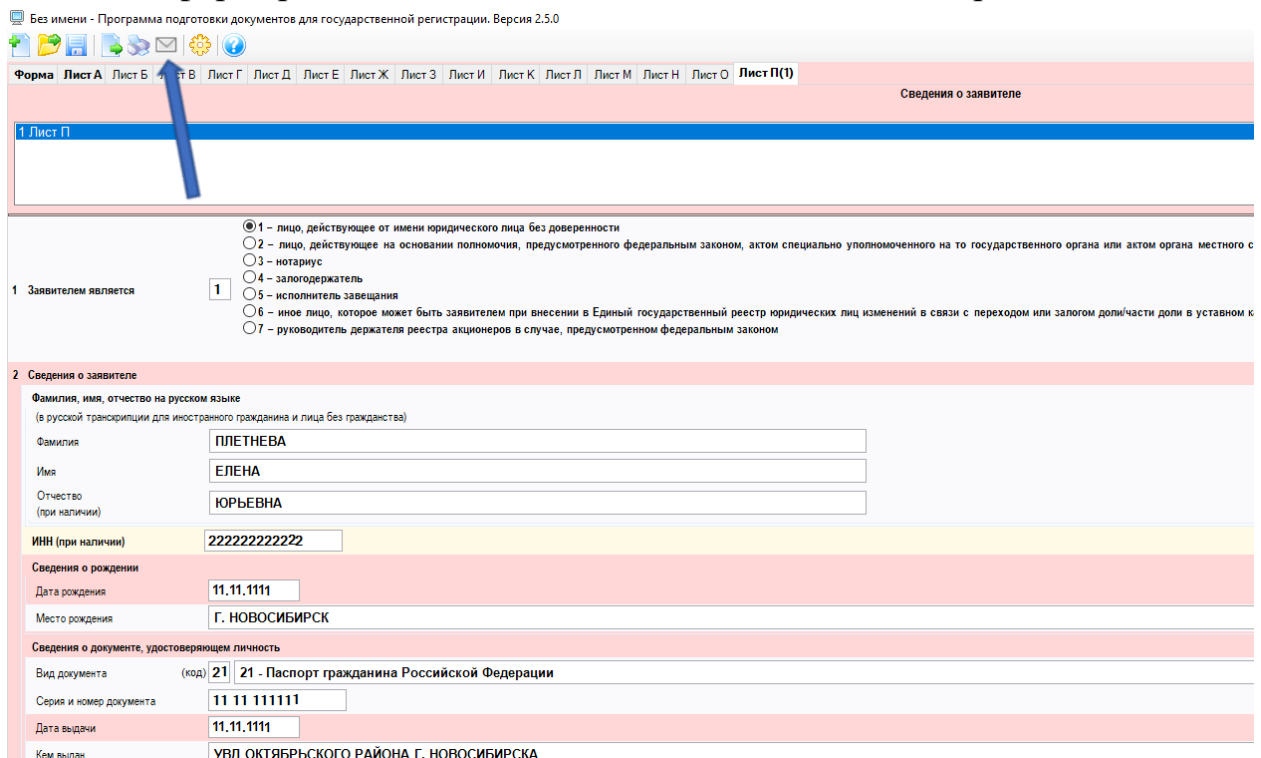 Без имени - Программа подготовки документов для государственной регистрации. Версия 2.5.0
Форма Лист А Лист Б В Лист Г Лист Д Лист Е Лист Ж Лист З Лист И Лист К Лист Л Лист М Лист Н Лист О Лист П(1)
Сведения о заявителе
1 Лист П
1 – лицо, действующее от имени юридического лица без доверенности
2 – лицо, действующее на основании полномочия, предусмотренного федеральным законом, актом специально уполномоченного на то государственного органа или актом органа местного с
3 – нотариус
4 – залогодержатель
1 Заявителем является 1
5 – исполнитель завещания
6 – иное лицо, которое может быть заявителем при внесении в Единый государственный реестр юридических лиц изменений в связи с переходом или залогом доли/части доли в уставном к
7 – руководитель держателя реестра акционеров в случае, предусмотренном федеральным законом
2 Сведения о заявителе
Фамилия, имя, отчество на русском языке
(в русской транскрипции для иностранного гражданина и лица без гражданства)
Фамилия ПЛЕТНЕВА
Имя ЕЛЕНА
Отчество
(при наличии) ЮРЬЕВНА
ИНН (при наличии) 222222222222
Сведения о рождении
Дата рождения 11.11.1111
Место рождения Г. НОВОСИБИРСК
Сведения о документе, удостоверяющем личность
Вид документа (код) 21 21 - Паспорт гражданина Российской Федерации
Серия и номер документа 11 11 111111
Дата выдачи 11.11.1111
Кем выдан УВД ОКТЯБРЬСКОГО РАЙОНА Г. НОВОСИБИРСКА